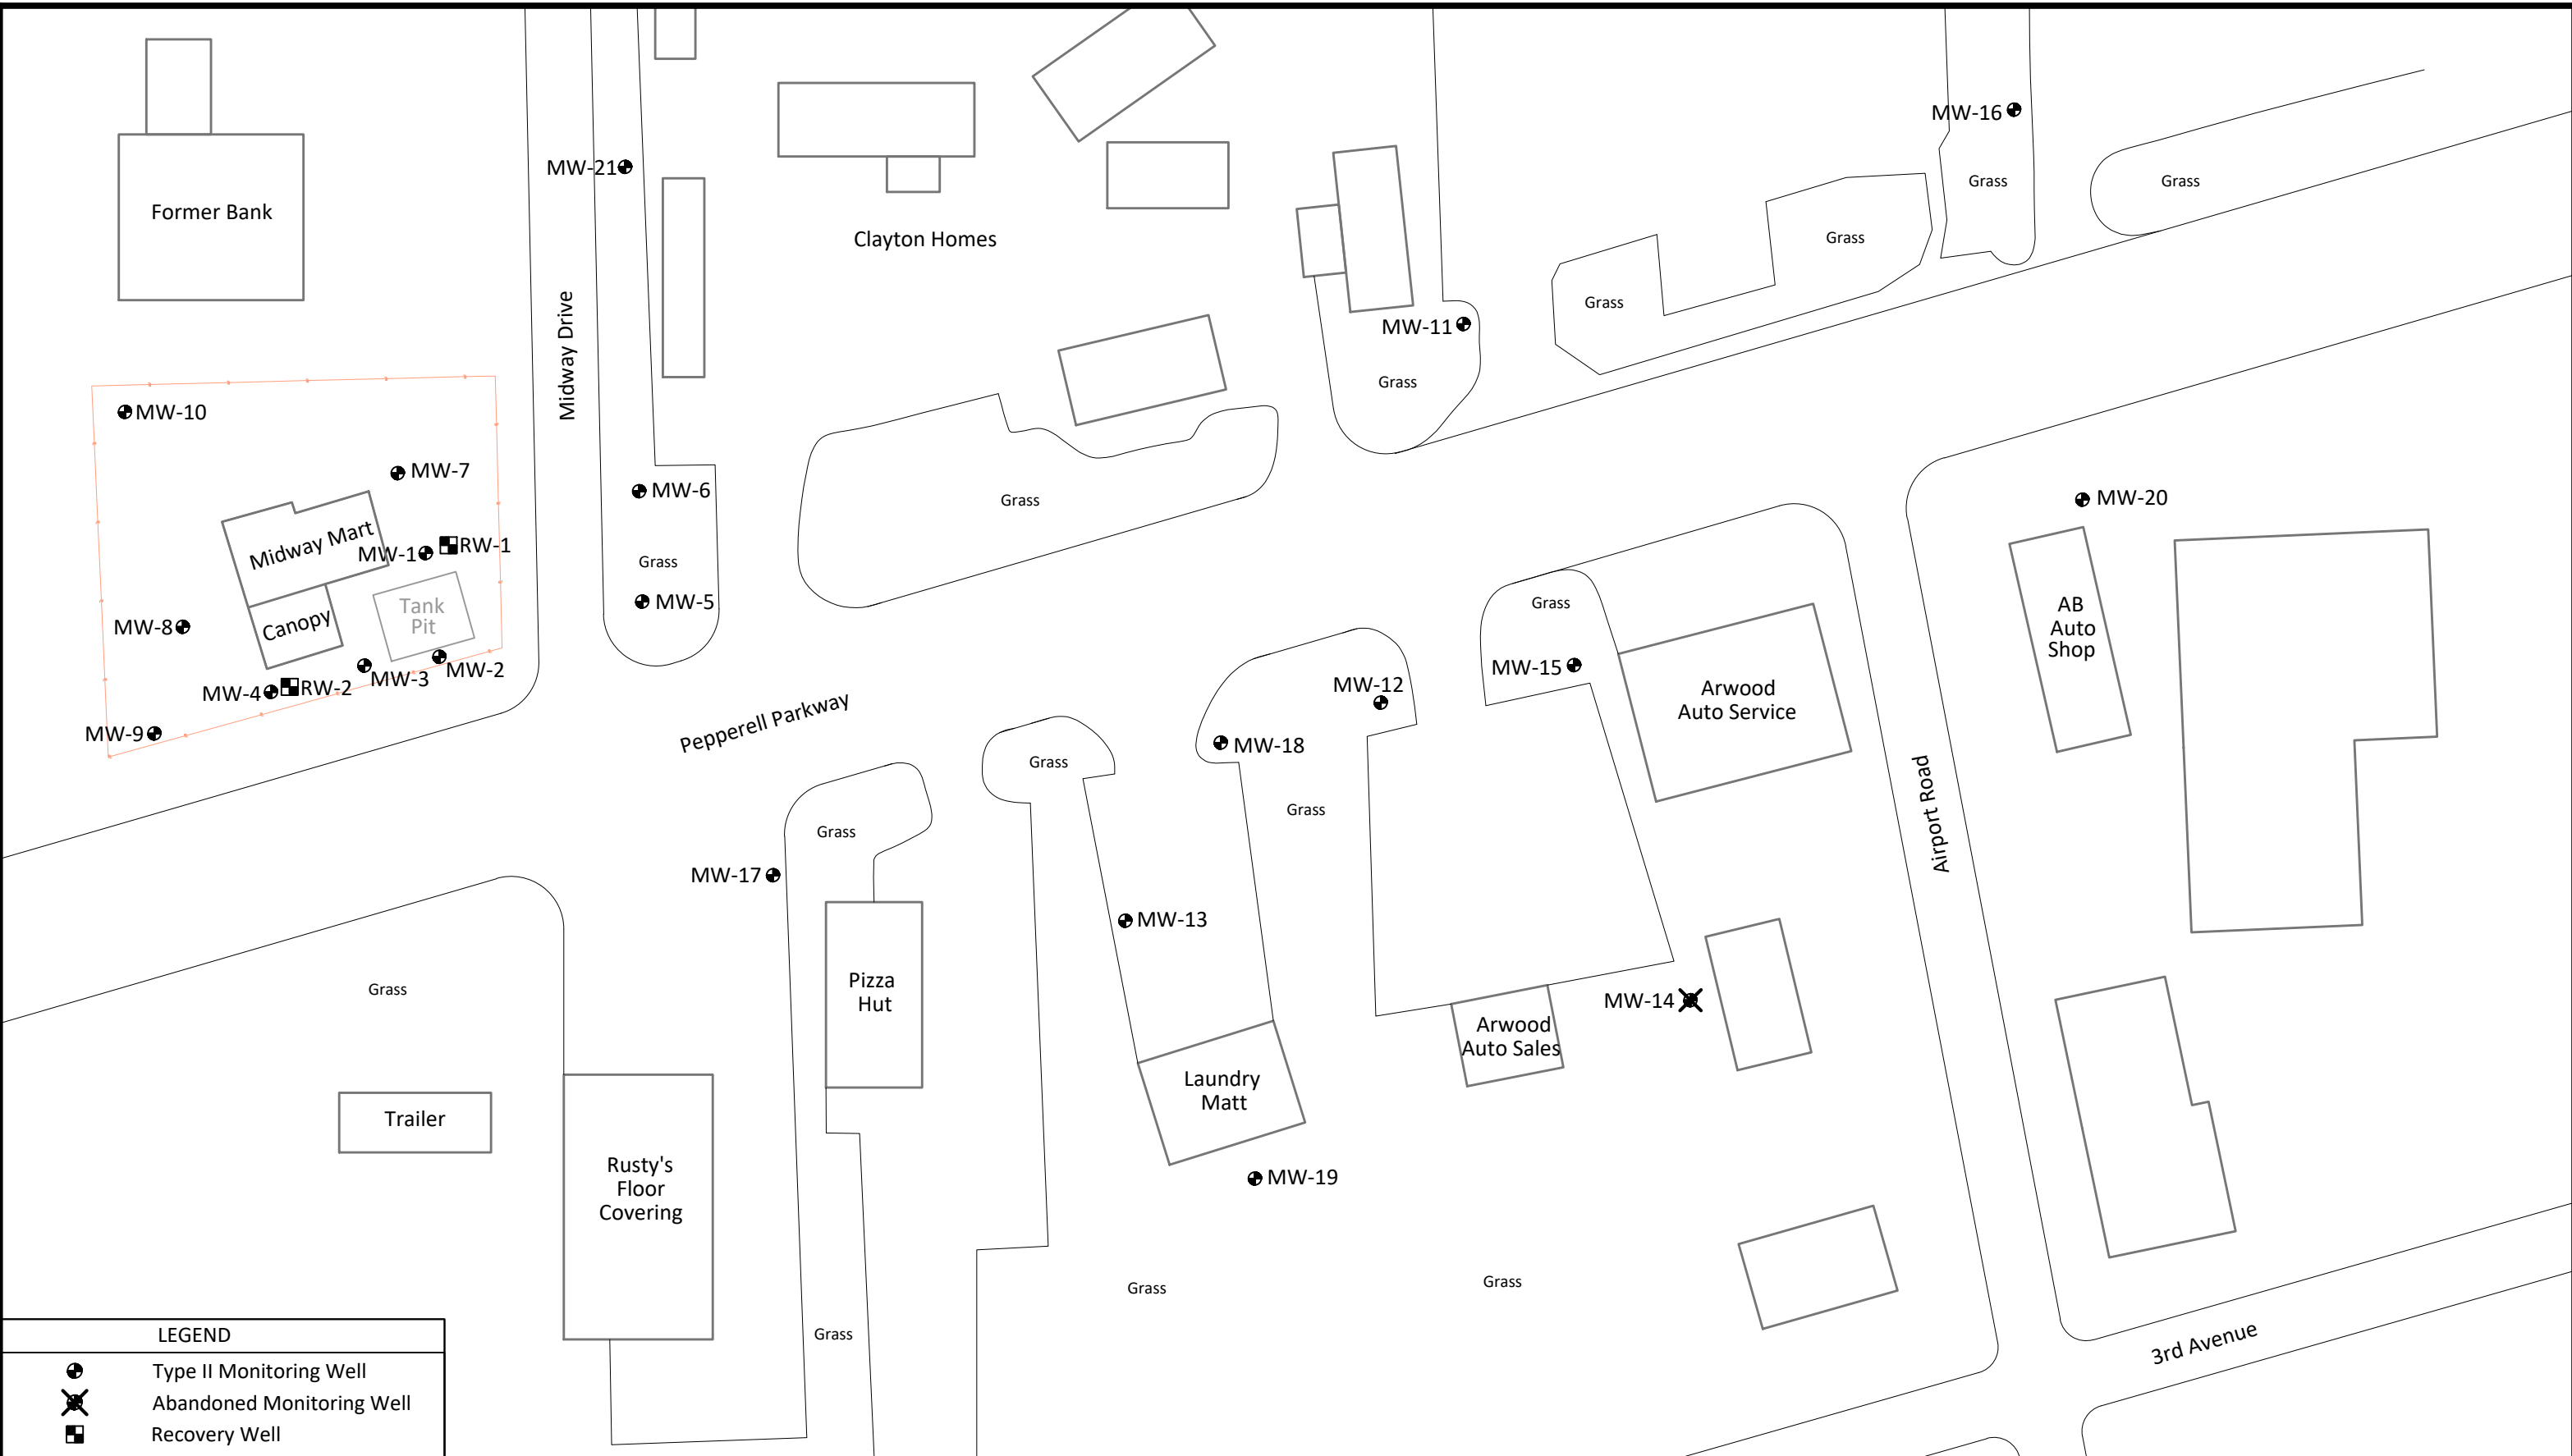 MW-16
MW-21
Grass
Grass
Former Bank
Clayton Homes
Grass
Grass
Midway Drive
MW-11
Grass
MW-10
MW-7
MW-6
Grass
MW-20
Midway Mart
MW-1
RW-1
Grass
Tank
Pit
MW-5
Grass
AB
Auto
Shop
Canopy
MW-8
MW-3
MW-2
MW-15
MW-4
RW-2
MW-12
Arwood
Auto Service
MW-9
Pepperell Parkway
MW-18
Grass
Grass
Airport Road
Grass
MW-17
MW-13
Grass
Pizza
Hut
MW-14
Arwood
Auto Sales
Laundry
Matt
Trailer
Rusty's
Floor
Covering
MW-19
Grass
Grass
Grass
3rd Avenue
LEGEND
Type II Monitoring Well
Abandoned Monitoring Well
Recovery Well